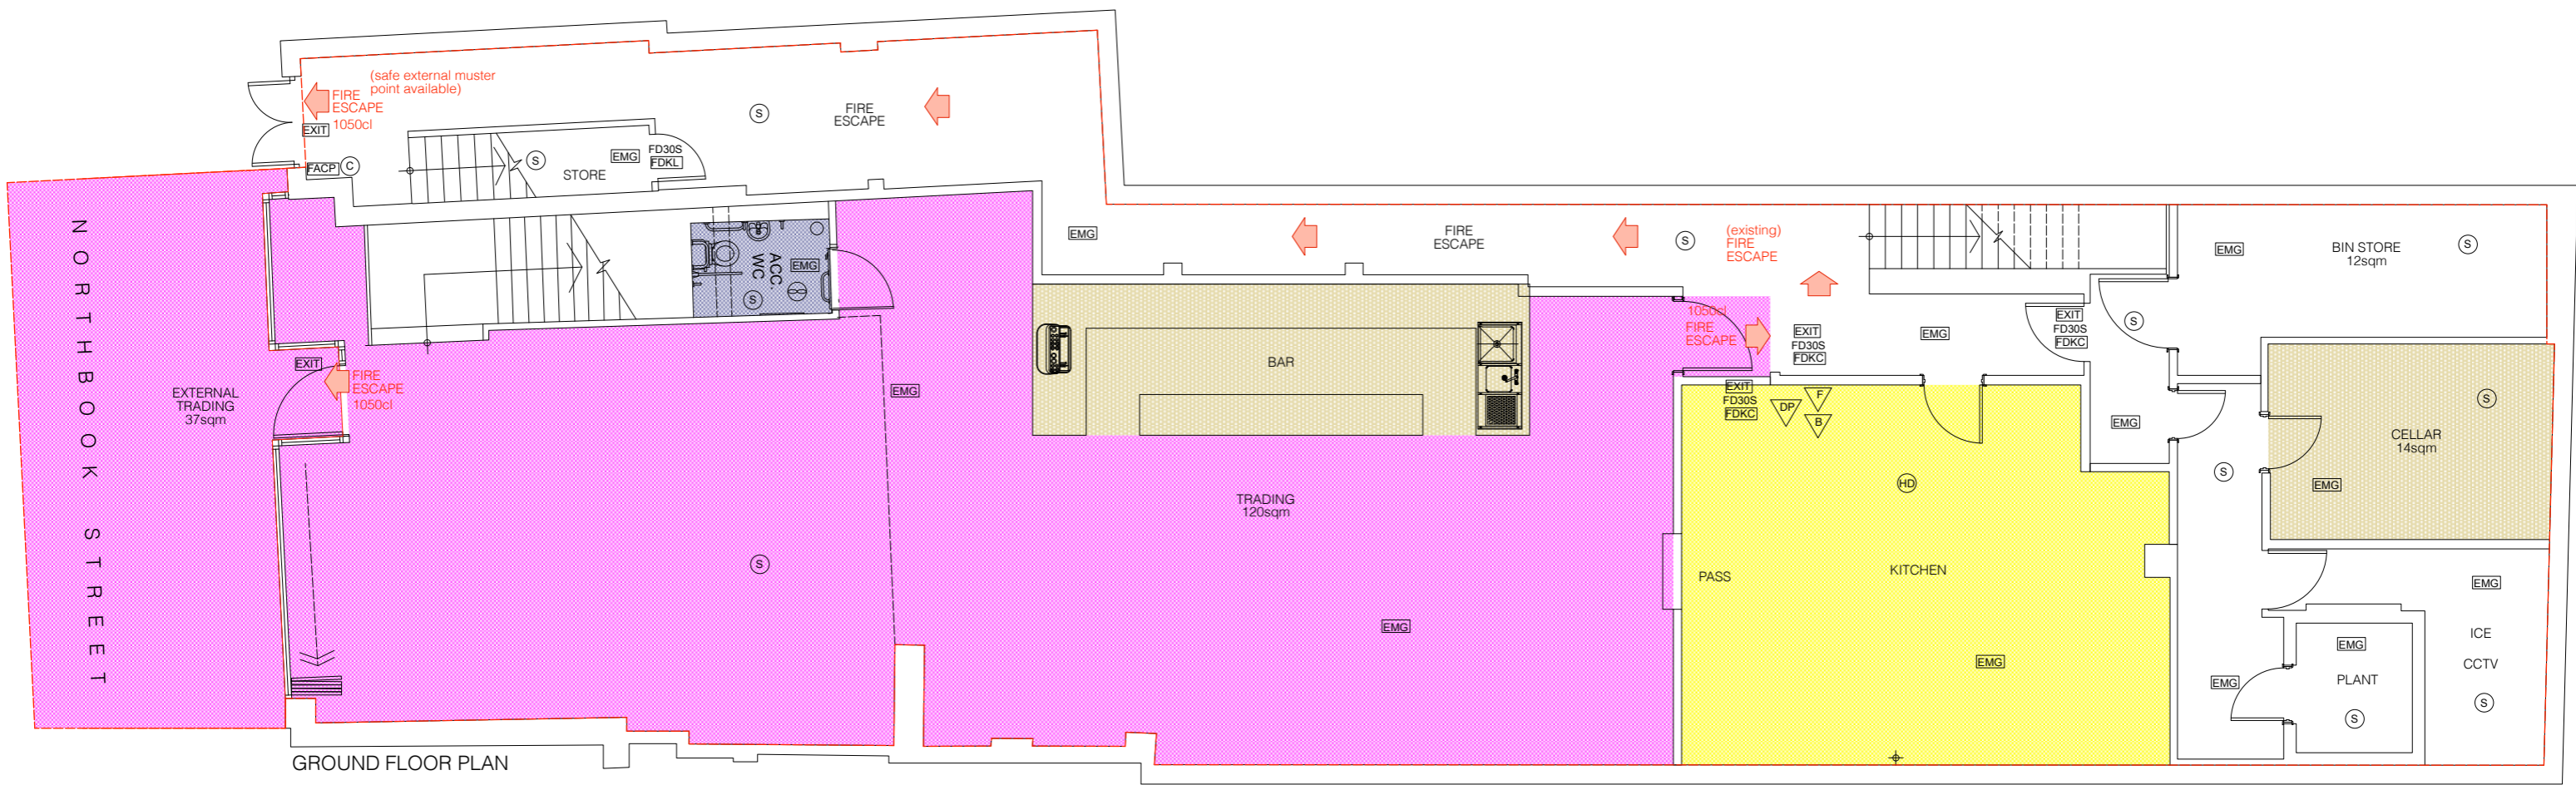 (safe external muster
point available)
FIRE
ESCAPE
1050cl
EXIT
FACP
C
S
STORE
EMG
FD30S
FDKL
S
FIRE
ESCAPE
NORTHBOOK STREET
EXTERNAL
TRADING
37sqm
EXIT
FIRE
ESCAPE
1050cl
ACC.
WC
EMG
S
EMG
S
EMG
FIRE
ESCAPE
S
(existing)
FIRE
ESCAPE
BAR
1050cl
FIRE
ESCAPE
EXIT
FD30S
FDKC
EMG
EXIT
FD30S
FDKC
S
EMG
BIN STORE
12sqm
S
TRADING
120sqm
EMG
EXIT
FD30S
FDKC
DP
F
B
HD
PASS
KITCHEN
EMG
EMG
S
CELLAR
14sqm
S
EMG
EMG
ICE
CCTV
S
EMG
PLANT
S
EMG
GROUND FLOOR PLAN